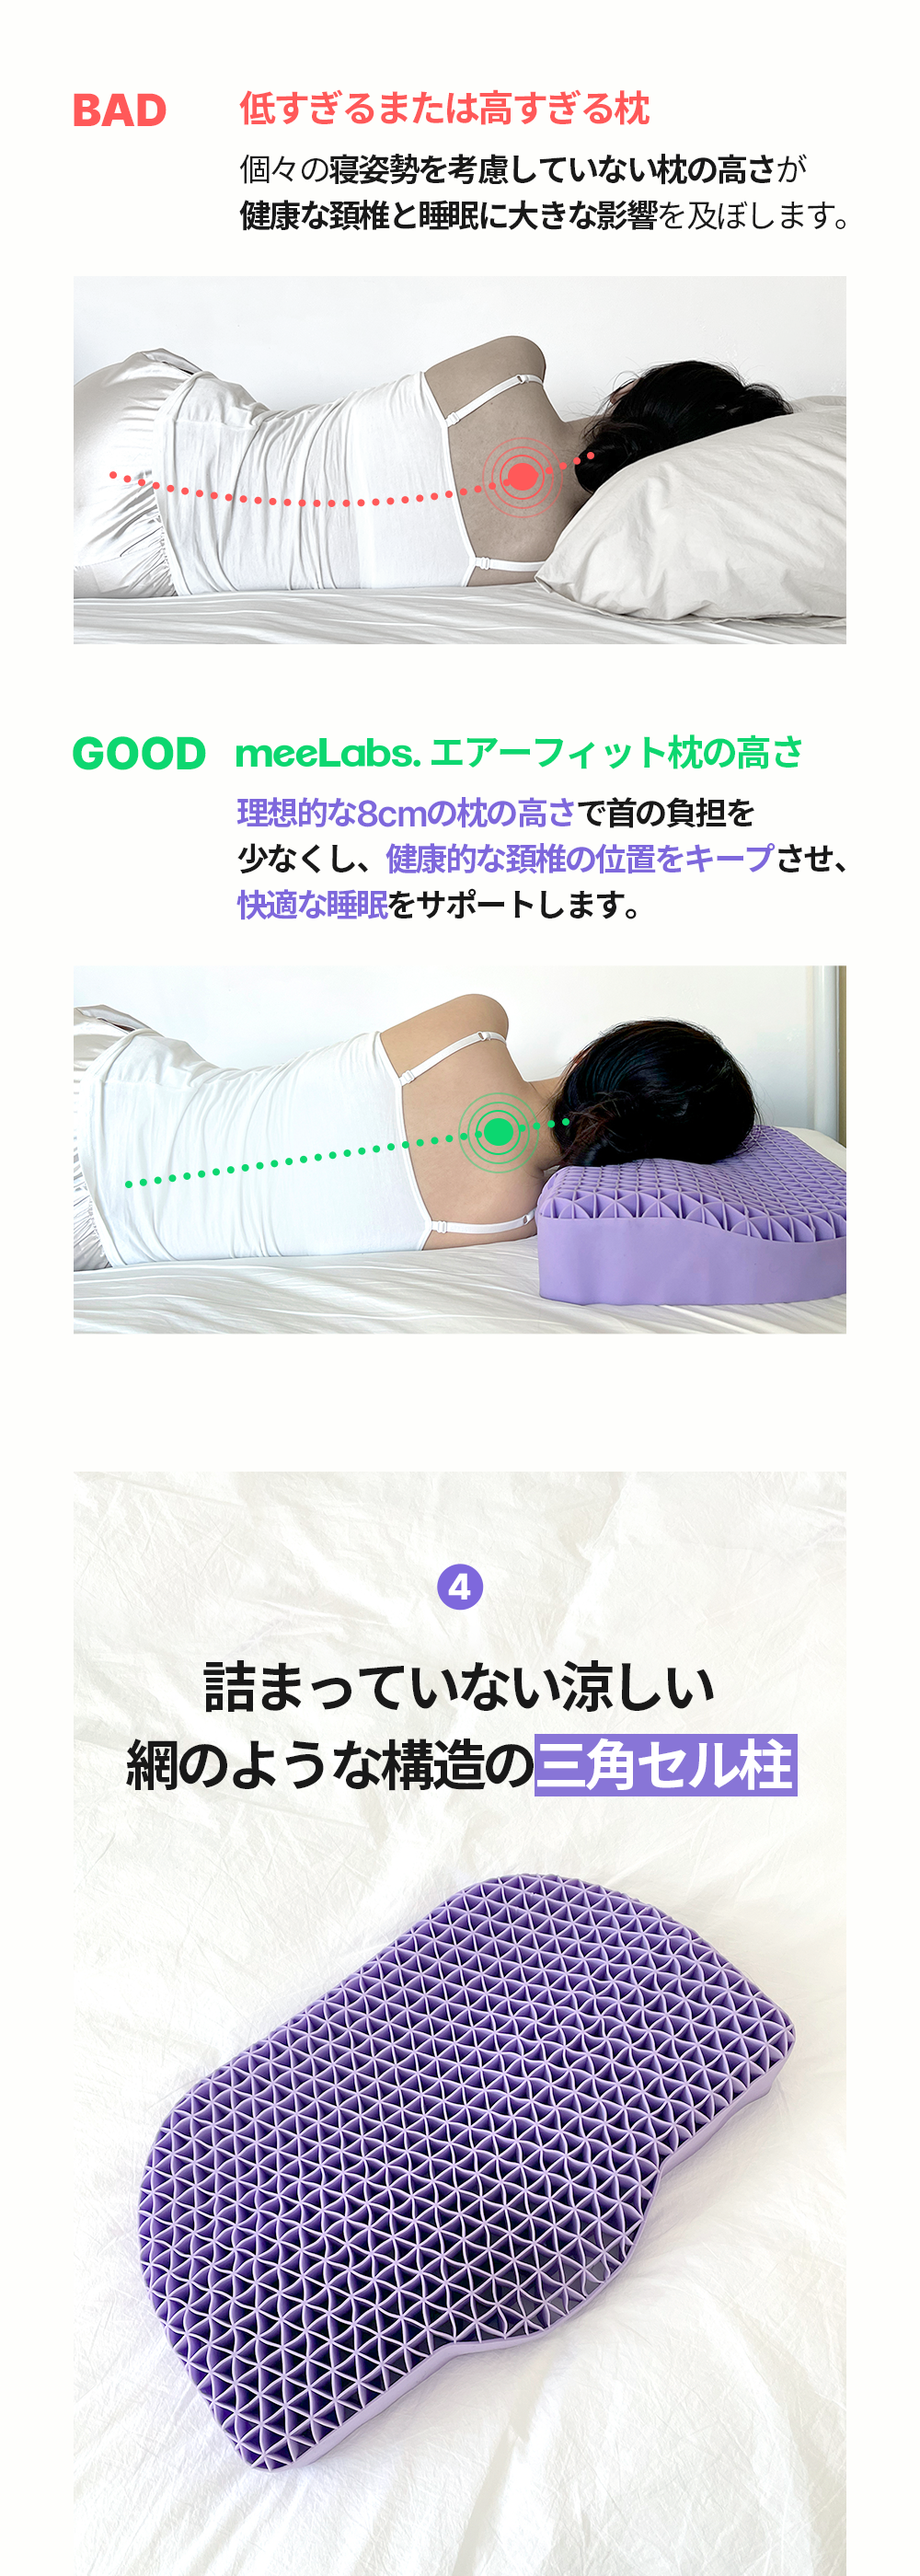 BAD 低すぎるまたは高すぎる枕
個々の寝姿勢を考慮していない枕の高さが
健康な頚椎と睡眠に大きな影響を及ぼします。
GOOD meeLabs. エアーフィット枕の高さ
理想的な8cmの枕の高さで首の負担を
少なくし、健康的な頚椎の位置をキープさせ、
快適な睡眠をサポートします。
4
詰まっていない涼しい
網のような構造の三角セル柱